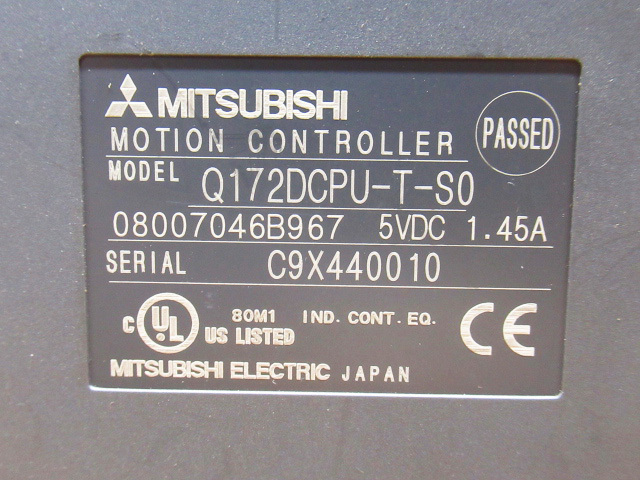 MITSUBISHI
MOTION CONTROLLER
PASSED
MODEL Q172DCPU-T-S0
08007046B967 5VDC 1.45A
SERIAL C9X440010
C UL US LISTED 80M1 IND. CONT. EQ. CE
MITSUBISHI ELECTRIC JAPAN